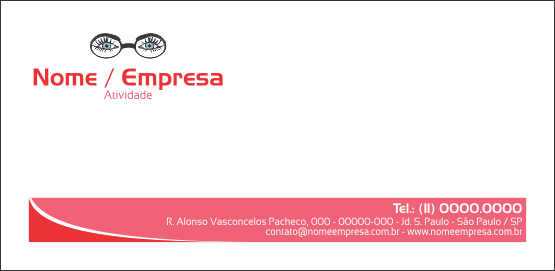 Nome / Empresa
Atividade
Tel.: (11) 0000.0000
R. Alonso Vasconcelos Pacheco, 000 - 00000-000 - Jd. S. Paulo - São Paulo / SP
contato@nomeempresa.com.br - www.nomeempresa.com.br